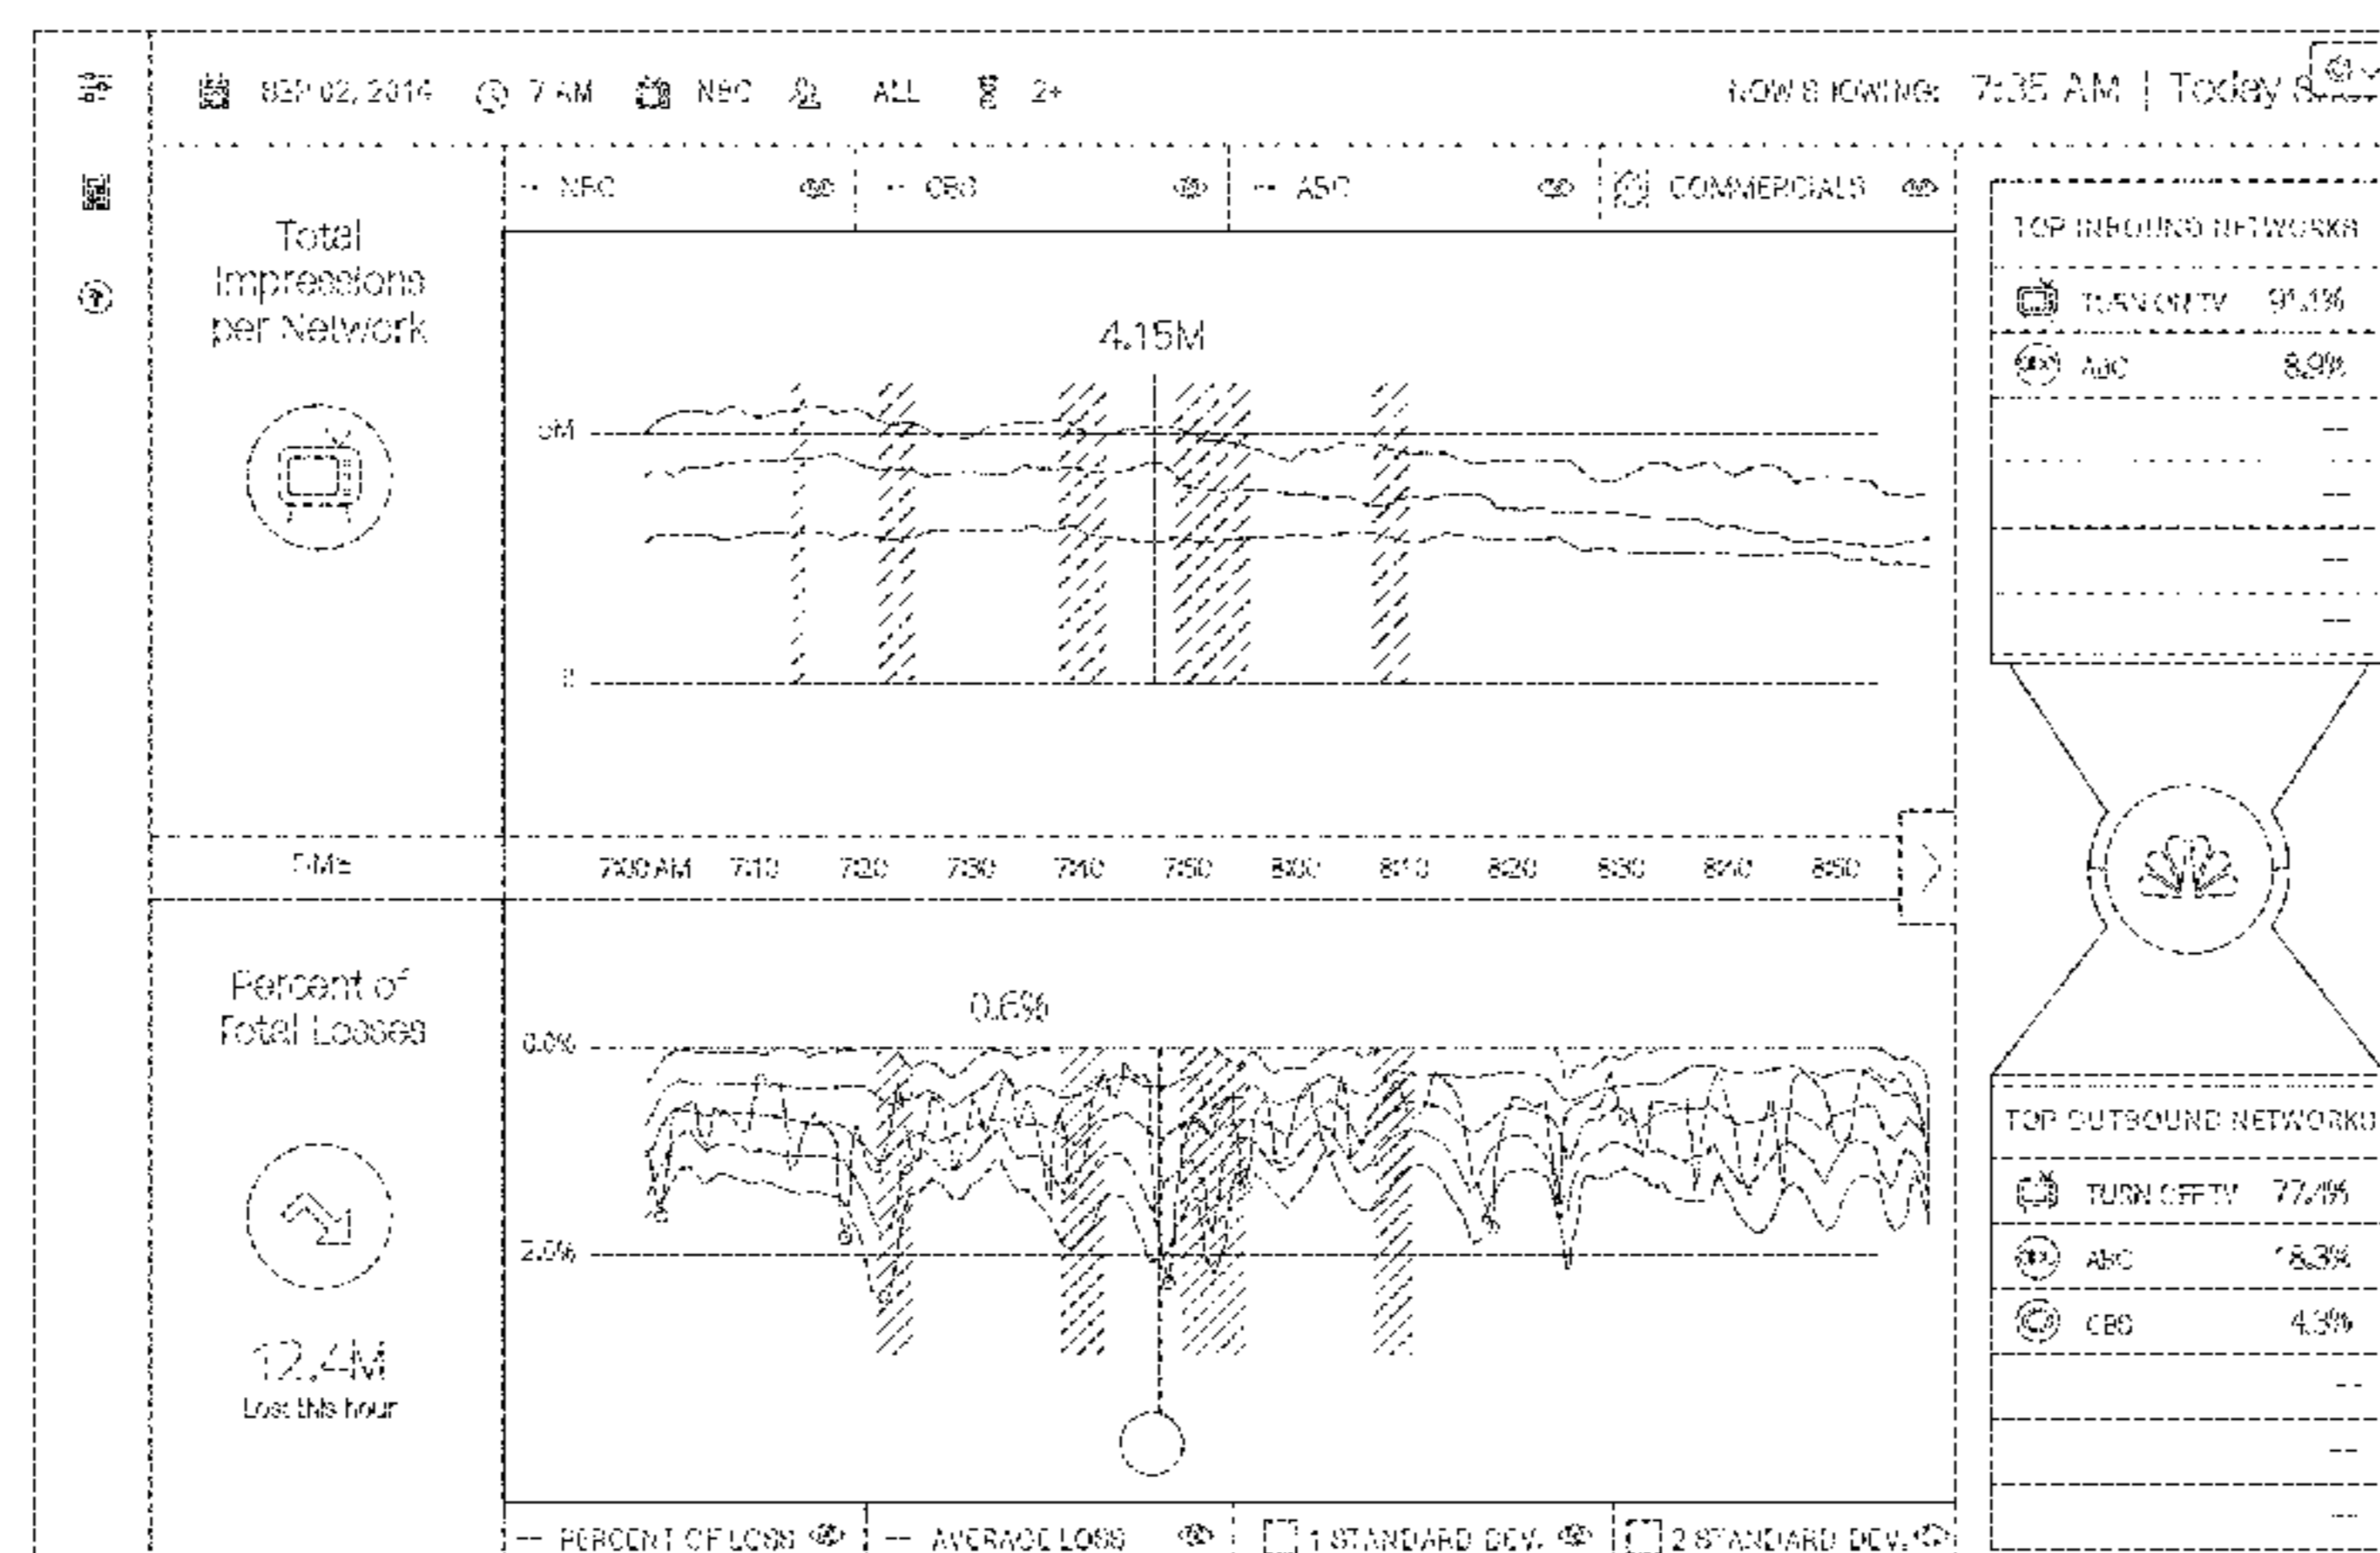 SEP 02, 2014 7 AM NBC ALL 2+
NOW SHOWING: 7:35 AM | Today
NBC CBS ABC COMMERCIALS
Total
Impressions
per Network
4.15M
5M
0
TOP INBOUND NETWORKS
TURN ON TV 91.1%
ABC 8.9%
--
--
--
--
TIME 7:00 AM 7:10 7:20 7:30 7:40 7:50 8:00 8:10 8:20 8:30 8:40 8:50
Percent of
Total Losses
0.6%
0.0%
2.0%
12.4M
Lost this hour
TOP OUTBOUND NETWORKS
TURN OFF TV 77.4%
ABC 18.3%
CBS 4.3%
--
--
--
-- PERCENT OF LOSS -- AVERAGE LOSS 1 STANDARD DEV. 2 STANDARD DEV.